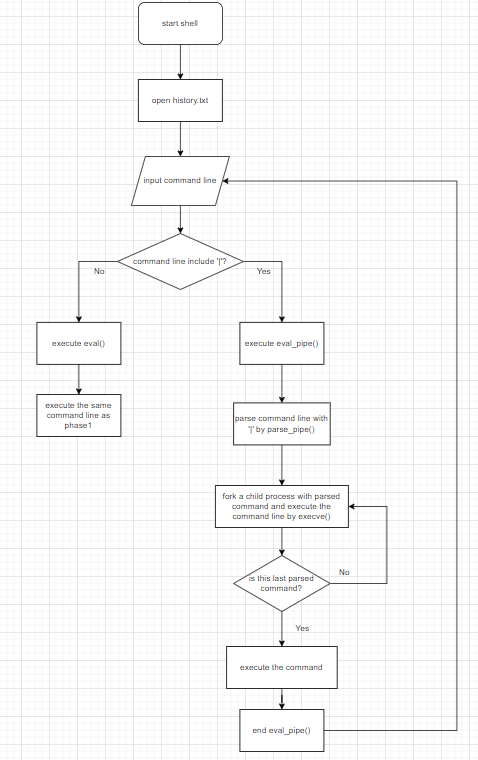 start shell
open history.txt
input command line
command line include '|'?
No
Yes
execute eval()
execute eval_pipe()
execute the same
command line as
phase1
parse command line with
'|' by parse_pipe()
fork a child process with parsed
command and execute the
command line by execve()
is this last parsed
command?
No
Yes
execute the command
end eval_pipe()